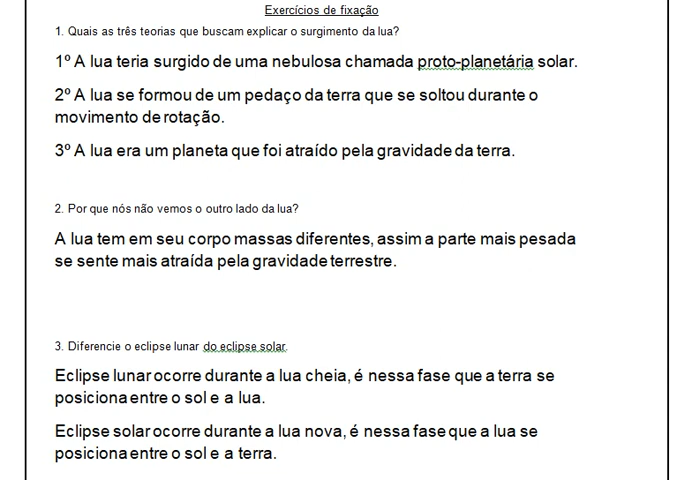 Exercícios de fixação
1. Quais as três teorias que buscam explicar o surgimento da lua?
1º A lua teria surgido de uma nebulosa chamada proto-planetária solar.
2º A lua se formou de um pedaço da terra que se soltou durante o
movimento de rotação.
3º A lua era um planeta que foi atraído pela gravidade da terra.
2. Por que nós não vemos o outro lado da lua?
A lua tem em seu corpo massas diferentes, assim a parte mais pesada
se sente mais atraída pela gravidade terrestre.
3. Diferencie o eclipse lunar do eclipse solar.
Eclipse lunar ocorre durante a lua cheia, é nessa fase que a terra se
posiciona entre o sol e a lua.
Eclipse solar ocorre durante a lua nova, é nessa fase que a lua se
posiciona entre o sol e a terra.